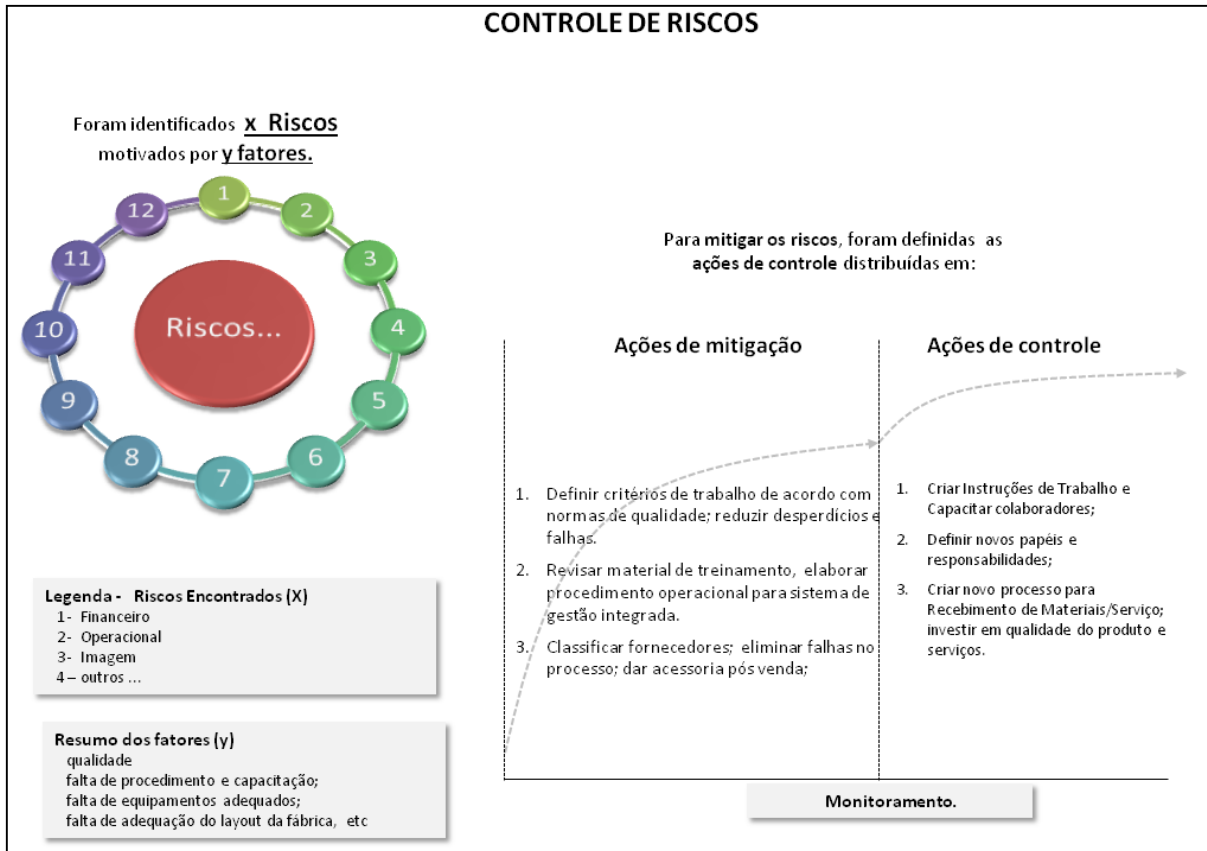 CONTROLE DE RISCOS
Foram identificados x Riscos
motivados por y fatores.
1
2
3
4
5
6
7
8
9
10
11
12
Riscos...
Legenda - Riscos Encontrados (X)
1- Financeiro
2- Operacional
3- Imagem
4 – outros ...
Resumo dos fatores (y)
qualidade
falta de procedimento e capacitação;
falta de equipamentos adequados;
falta de adequação do layout da fábrica, etc
Para mitigar os riscos, foram definidas as
ações de controle distribuídas em:
Ações de mitigação
1. Definir critérios de trabalho de acordo com
normas de qualidade; reduzir desperdícios e
falhas.
2. Revisar material de treinamento, elaborar
procedimento operacional para sistema de
gestão integrada.
3. Classificar fornecedores; eliminar falhas no
processo; dar acessoria pós venda;
Ações de controle
1. Criar Instruções de Trabalho e
Capacitar colaboradores;
2. Definir novos papéis e
responsabilidades;
3. Criar novo processo para
Recebimento de Materiais/Serviço;
investir em qualidade do produto e
serviços.
Monitoramento.